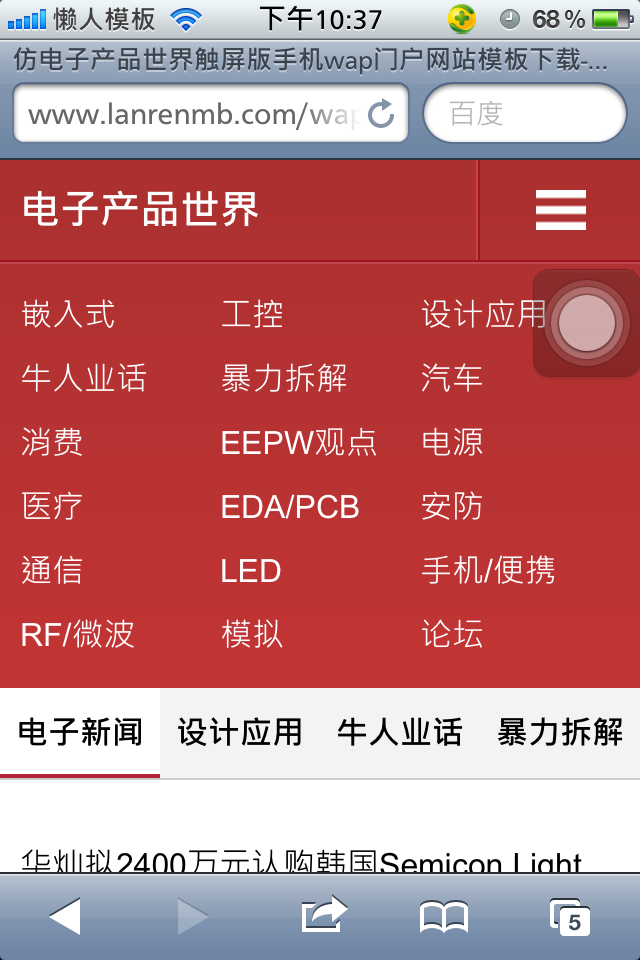 懒人模板 下午10:37 68%
仿电子产品世界触屏版手机wap门户网站模板下载-...
www.lanrenmb.com/wap 百度
电子产品世界
嵌入式 工控 设计应用
牛人业话 暴力拆解 汽车
消费 EEPW观点 电源
医疗 EDA/PCB 安防
通信 LED 手机/便携
RF/微波 模拟 论坛
电子新闻 设计应用 牛人业话 暴力拆解
华灿拟2400万元认购韩国Semicon Light
5